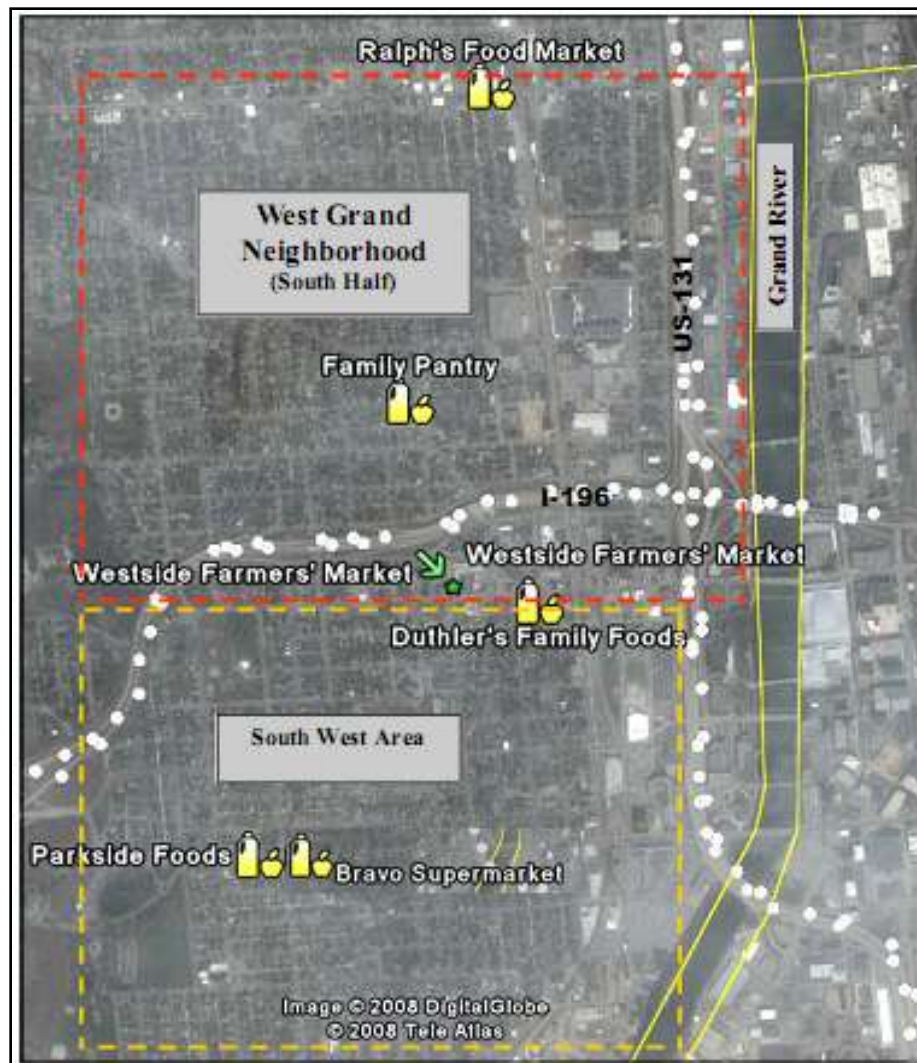 Ralph's Food Market
West Grand
Neighborhood
(South Half)
Grand River
US-131
Family Pantry
I-196
Westside Farmers' Market
Westside Farmers' Market
Duthler's Family Foods
South West Area
Parkside Foods
Bravo Supermarket
Image © 2008 DigitalGlobe
© 2008 Tele Atlas